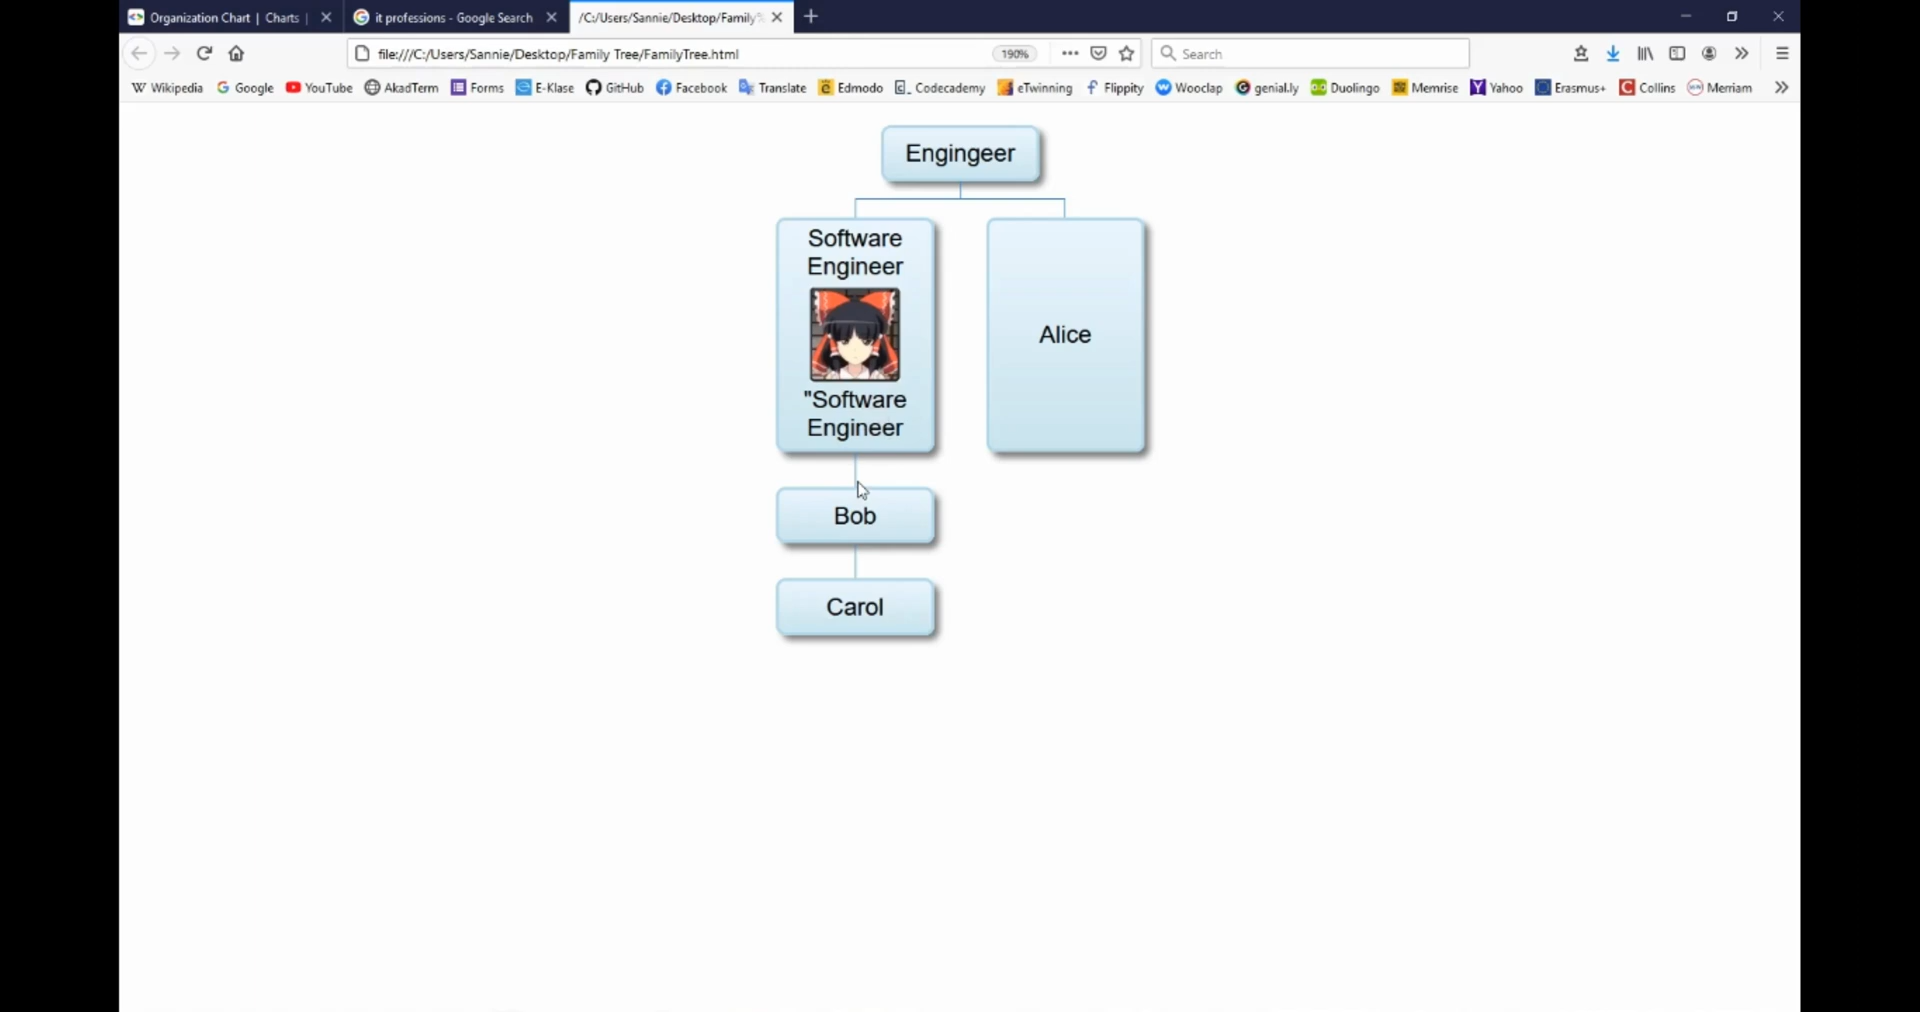 Organization Chart | Charts |
it professions - Google Search
/C:/Users/Sannie/Desktop/Family%
file:///C:/Users/Sannie/Desktop/Family Tree/FamilyTree.html
190%
Search
Wikipedia
Google
YouTube
AkadTerm
Forms
E-Klase
GitHub
Facebook
Translate
Edmodo
Codecademy
eTwinning
Flippity
Wooclap
genial.ly
Duolingo
Memrise
Yahoo
Erasmus+
Collins
Merriam
Engingeer
Software
Engineer
"Software
Engineer
Alice
Bob
Carol